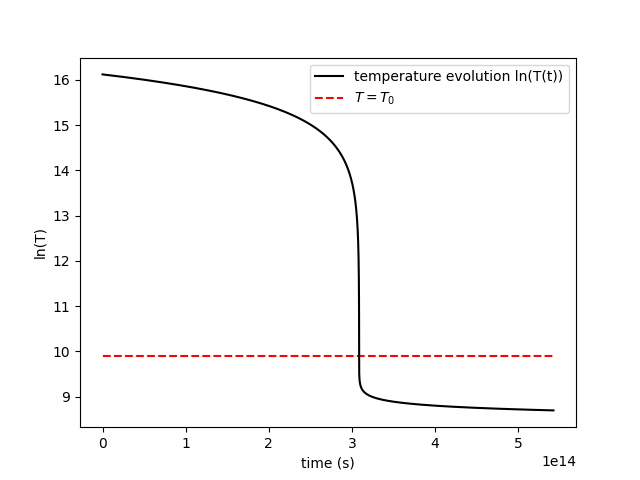 temperature evolution ln(T(t))
T = T₀
ln(T)
16
15
14
13
12
11
10
9
0 1 2 3 4 5
1e14
time (s)